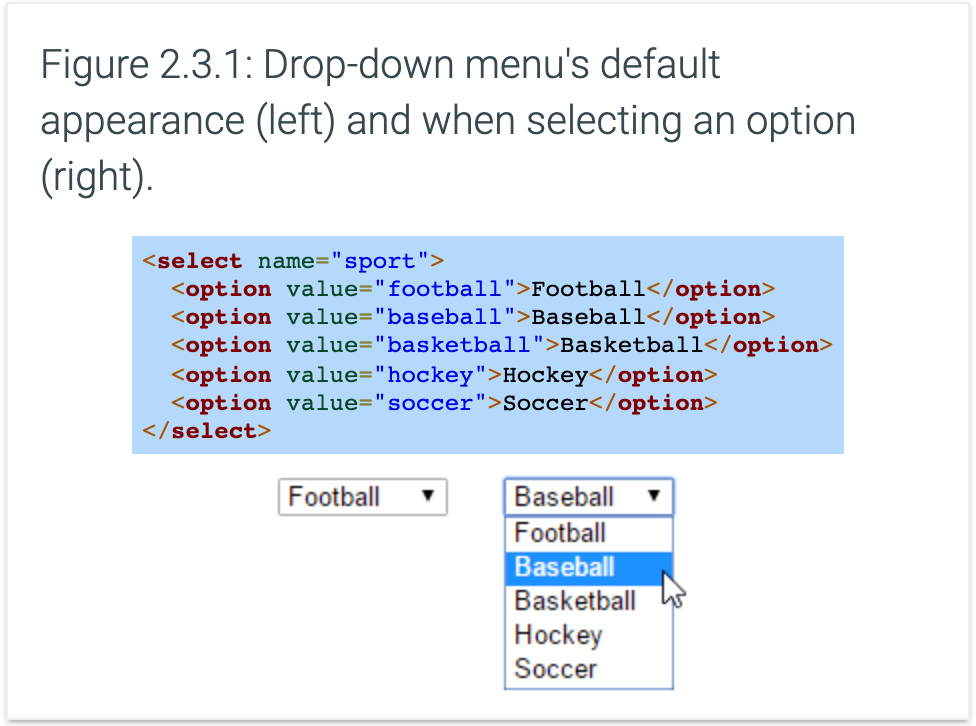 Figure 2.3.1: Drop-down menu's default
appearance (left) and when selecting an option
(right).
<select name="sport">
  <option value="football">Football</option>
  <option value="baseball">Baseball</option>
  <option value="basketball">Basketball</option>
  <option value="hockey">Hockey</option>
  <option value="soccer">Soccer</option>
</select>
Football ▼
Baseball ▼
Football
Baseball
Basketball
Hockey
Soccer